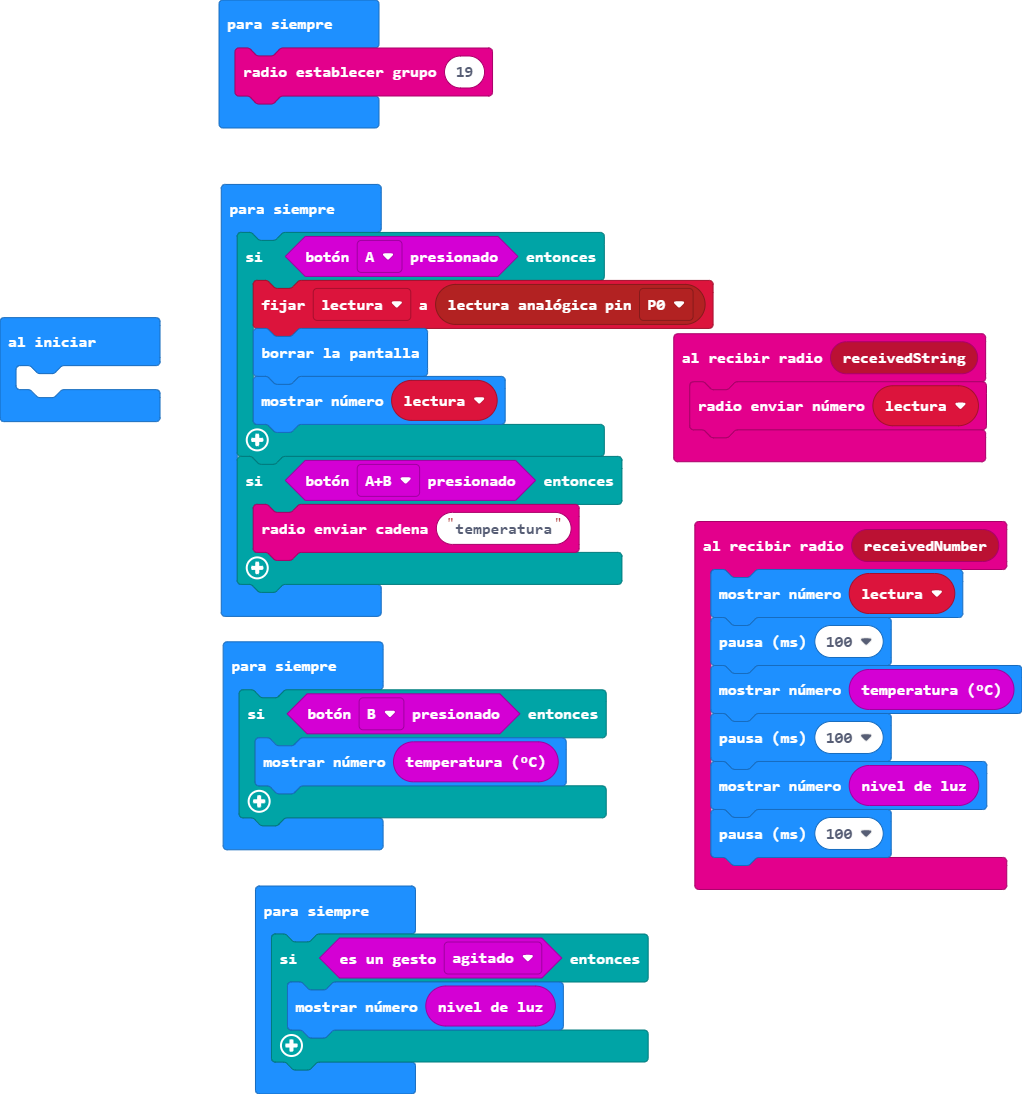 para siempre
radio establecer grupo 19
para siempre
si botón A presionado entonces
fijar lectura a lectura analógica pin P0
borrar la pantalla
mostrar número lectura
si botón A+B presionado entonces
radio enviar cadena "temperatura"
al iniciar
para siempre
si botón B presionado entonces
mostrar número temperatura (ºC)
para siempre
si es un gesto agitado entonces
mostrar número nivel de luz
al recibir radio receivedString
radio enviar número lectura
al recibir radio receivedNumber
mostrar número lectura
pausa (ms) 100
mostrar número temperatura (ºC)
pausa (ms) 100
mostrar número nivel de luz
pausa (ms) 100